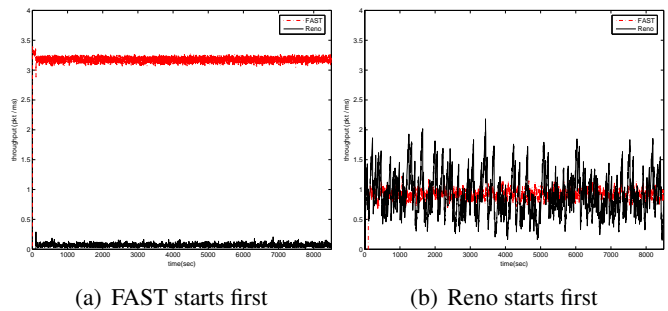 4
3.5
3
2.5
2
1.5
1
0.5
0
throughput (pkt / ms)
FAST
Reno
0 1000 2000 3000 4000 5000 6000 7000 8000
time(sec)
(a) FAST starts first
4
3.5
3
2.5
2
1.5
1
0.5
0
throughput (pkt / ms)
FAST
Reno
0 1000 2000 3000 4000 5000 6000 7000 8000
time(sec)
(b) Reno starts first